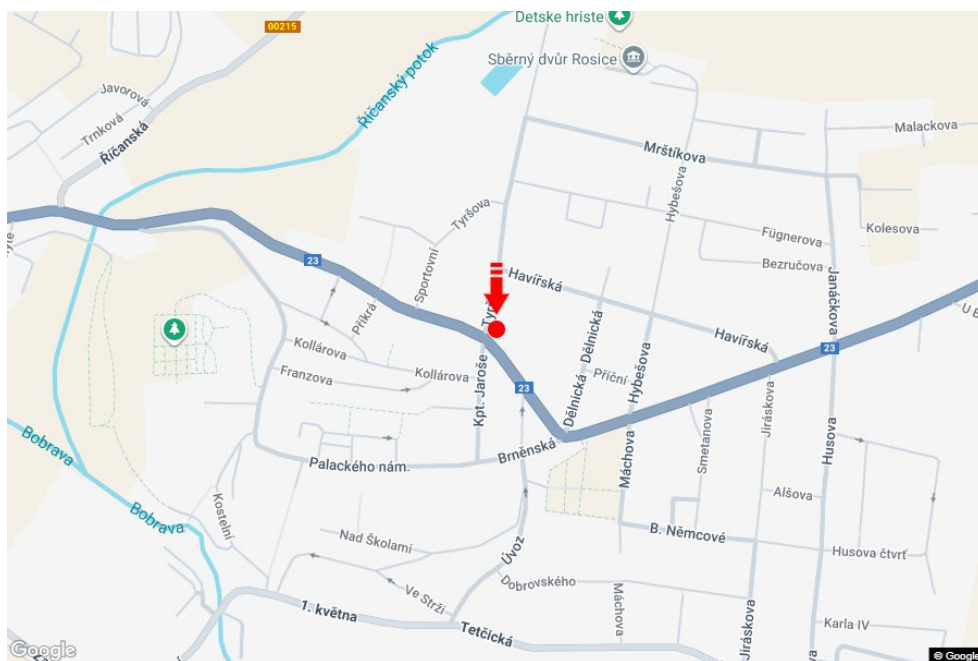 Detske hriste
00215
Sběrný dvůr Rosice
Říčanský potok
Javorová
Trnková
Říčanská
Malackova
Mrštíkova
Hybešova
Tyršova
Kolesova
Fügnerova
Bezručova
23
Sportovní
Havířská
Janáčkova
Příkrá
Havířská
23
Kollárova
Dělnická
Hybešova
Příční
Franzova
Kollárova
23
Kpt. Jaroše
Dělnická
Jiráskova
Smetanova
Husova
Brněnská
Máchova
Palackého nám.
Bobrava
Alšova
Bobrava
Kostelní
Nad Školami
Úvoz
B. Němcové
Husova čtvrť
Dobrovského
Ve Strži
Máchova
1. května
Tetčická
Jiráskova
Karla IV
Google
© Google